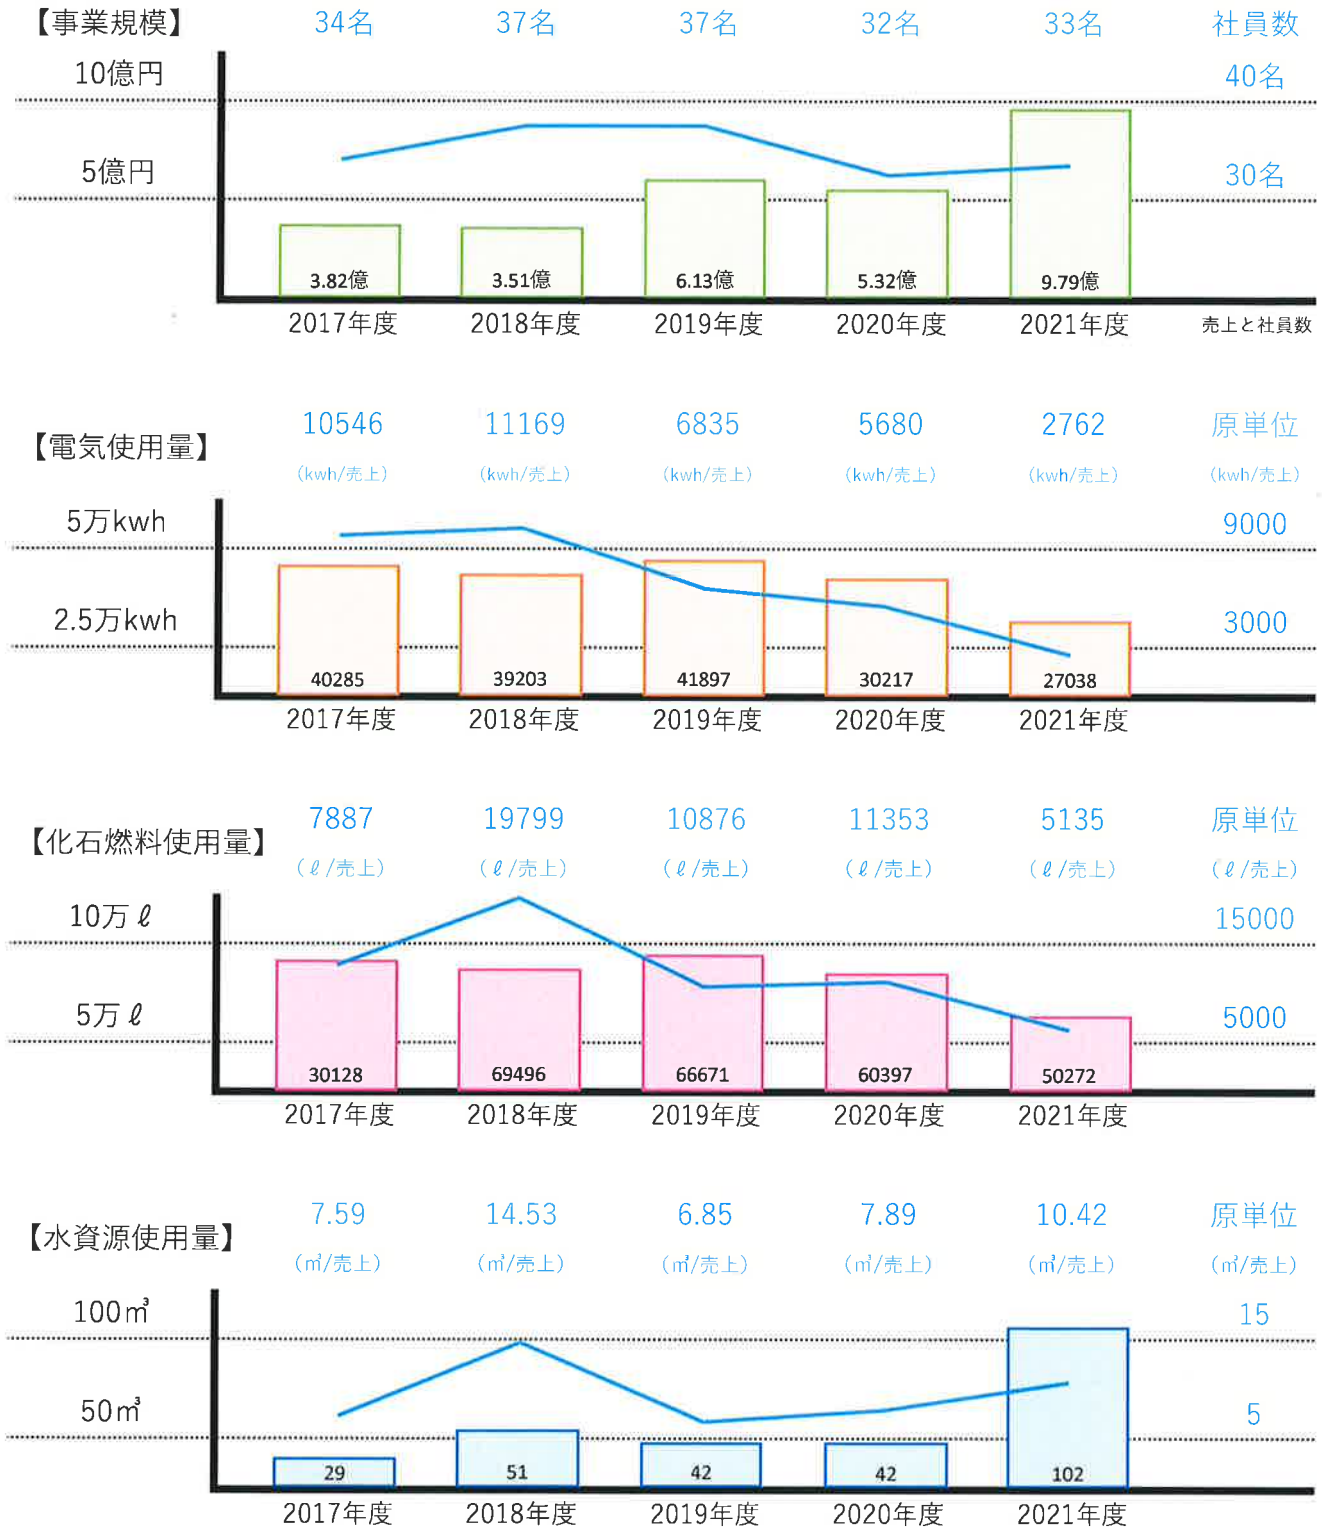 【事業規模】 34名 37名 37名 32名 33名 社員数
10億円 40名
5億円 30名
3.82億 3.51億 6.13億 5.32億 9.79億
2017年度 2018年度 2019年度 2020年度 2021年度 売上と社員数
【電気使用量】 10546 11169 6835 5680 2762 原単位
(kwh/売上) (kwh/売上) (kwh/売上) (kwh/売上) (kwh/売上) (kwh/売上)
5万kwh 9000
2.5万kwh 3000
40285 39203 41897 30217 27038
2017年度 2018年度 2019年度 2020年度 2021年度
【化石燃料使用量】 7887 19799 10876 11353 5135 原単位
(ℓ/売上) (ℓ/売上) (ℓ/売上) (ℓ/売上) (ℓ/売上) (ℓ/売上)
10万ℓ 15000
5万ℓ 5000
30128 69496 66671 60397 50272
2017年度 2018年度 2019年度 2020年度 2021年度
【水資源使用量】 7.59 14.53 6.85 7.89 10.42 原単位
(㎥/売上) (㎥/売上) (㎥/売上) (㎥/売上) (㎥/売上) (㎥/売上)
100㎥ 15
50㎥ 5
29 51 42 42 102
2017年度 2018年度 2019年度 2020年度 2021年度